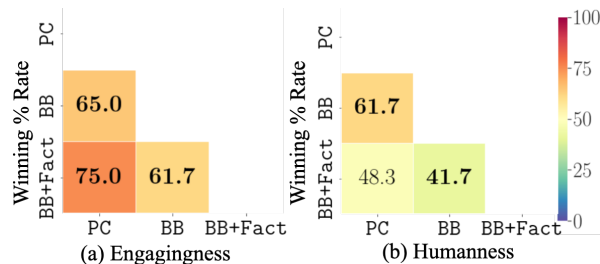 Winning % Rate
PC
BB
BB+Fact
65.0
75.0 61.7
PC BB BB+Fact
(a) Engagingness
Winning % Rate
PC
BB
BB+Fact
61.7
48.3 41.7
PC BB BB+Fact
(b) Humanness
100
75
50
25
0